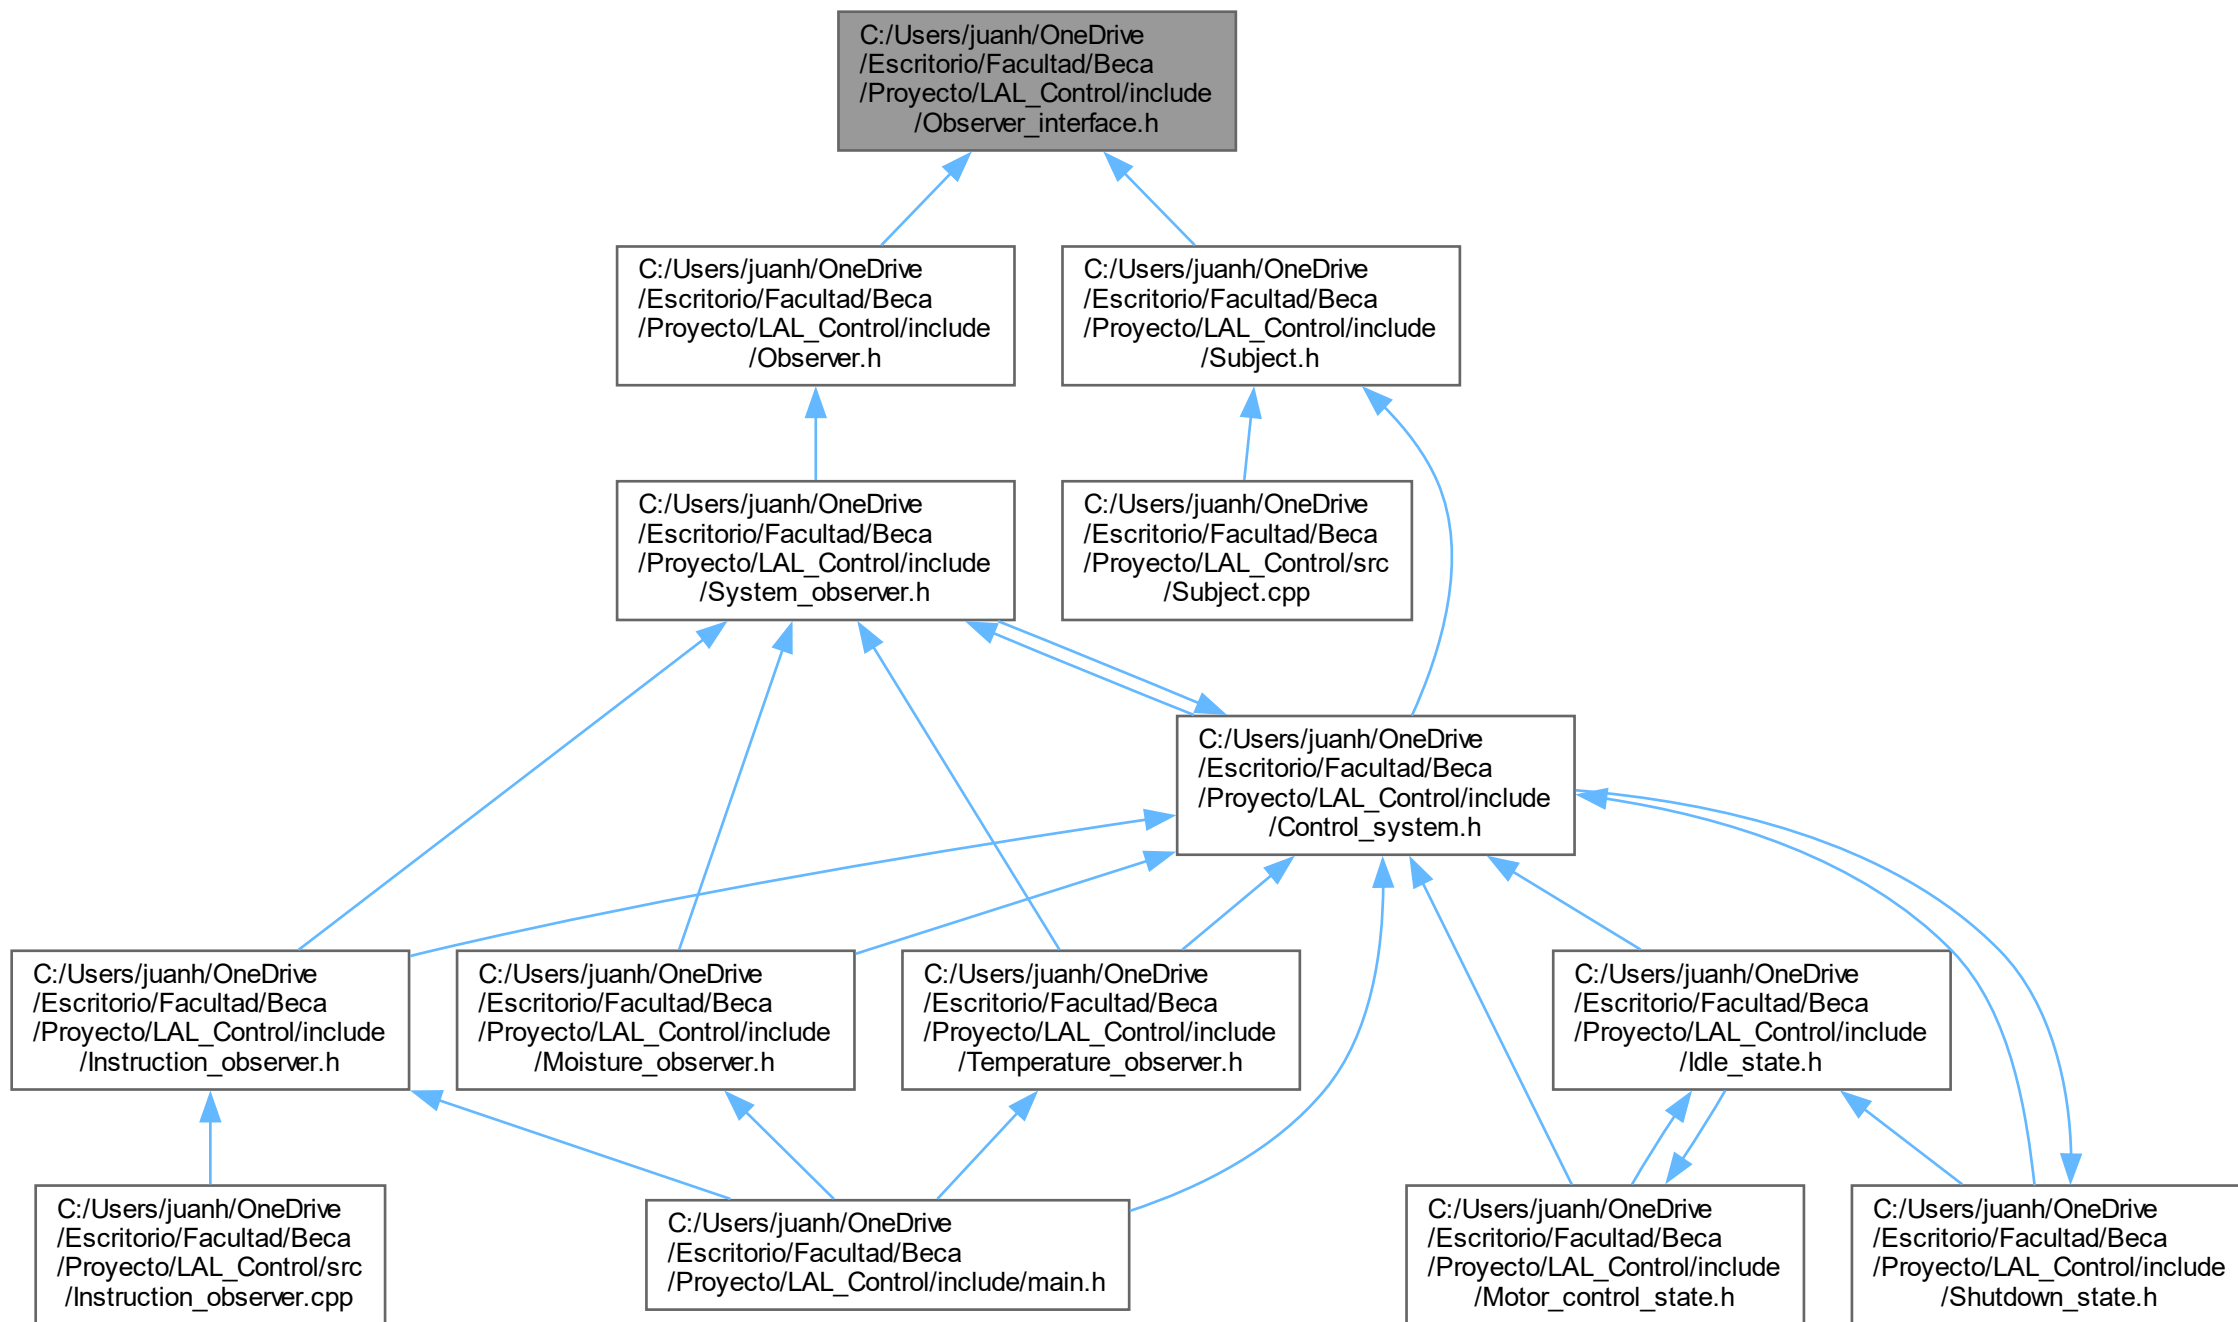 C:/Users/juanh/OneDrive
/Escritorio/Facultad/Beca
/Proyecto/LAL_Control/include
/Observer_interface.h
C:/Users/juanh/OneDrive
/Escritorio/Facultad/Beca
/Proyecto/LAL_Control/include
/Observer.h
C:/Users/juanh/OneDrive
/Escritorio/Facultad/Beca
/Proyecto/LAL_Control/include
/Subject.h
C:/Users/juanh/OneDrive
/Escritorio/Facultad/Beca
/Proyecto/LAL_Control/include
/System_observer.h
C:/Users/juanh/OneDrive
/Escritorio/Facultad/Beca
/Proyecto/LAL_Control/src
/Subject.cpp
C:/Users/juanh/OneDrive
/Escritorio/Facultad/Beca
/Proyecto/LAL_Control/include
/Control_system.h
C:/Users/juanh/OneDrive
/Escritorio/Facultad/Beca
/Proyecto/LAL_Control/include
/Instruction_observer.h
C:/Users/juanh/OneDrive
/Escritorio/Facultad/Beca
/Proyecto/LAL_Control/include
/Moisture_observer.h
C:/Users/juanh/OneDrive
/Escritorio/Facultad/Beca
/Proyecto/LAL_Control/include
/Temperature_observer.h
C:/Users/juanh/OneDrive
/Escritorio/Facultad/Beca
/Proyecto/LAL_Control/include
/Idle_state.h
C:/Users/juanh/OneDrive
/Escritorio/Facultad/Beca
/Proyecto/LAL_Control/src
/Instruction_observer.cpp
C:/Users/juanh/OneDrive
/Escritorio/Facultad/Beca
/Proyecto/LAL_Control/include/main.h
C:/Users/juanh/OneDrive
/Escritorio/Facultad/Beca
/Proyecto/LAL_Control/include
/Motor_control_state.h
C:/Users/juanh/OneDrive
/Escritorio/Facultad/Beca
/Proyecto/LAL_Control/include
/Shutdown_state.h